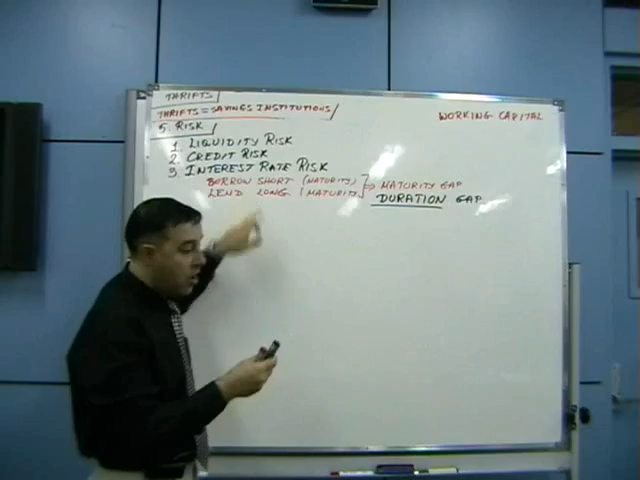 THRIFTS
THRIFTS = SAVINGS INSTITUTIONS
WORKING CAPITAL
5. RISK
1. LIQUIDITY RISK
2. CREDIT RISK
3 INTEREST RATE RISK
BORROW SHORT (MATURITY) ⇒ MATURITY GAP
LEND LONG (MATURITY) DURATION GAP